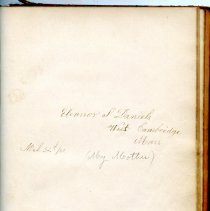 Eleanor S Daniels
West Cambridge
Mass
(My Mother)